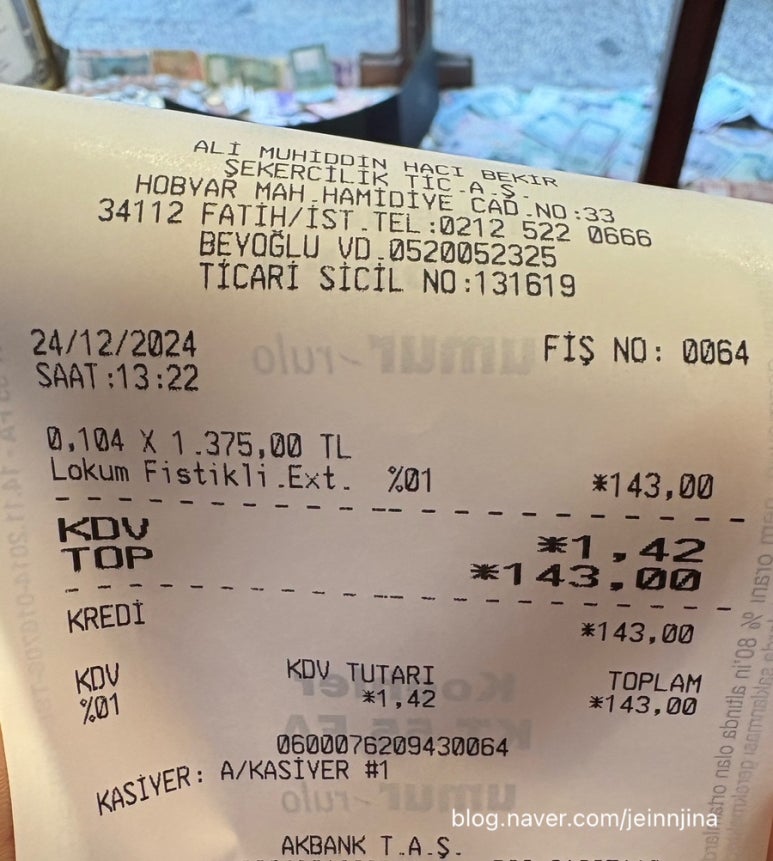 ALİ MUHİDDİN HACI BEKİR
ŞEKERCİLİK TİC.A.Ş.
HOBYAR MAH.HAMİDİYE CAD.NO:33
34112 FATİH/İST.TEL:0212 522 0666
BEYOĞLU VD.0520052325
TİCARİ SİCİL NO:131619
24/12/2024 FİŞ NO: 0064
SAAT:13:22
0,104 X 1.375,00 TL
Lokum Fistikli.Ext. %01 *143,00
KDV *1,42
TOP *143,00
KREDİ *143,00
KDV KDV TUTARI TOPLAM
%01 *1,42 *143,00
0600076209430064
KASİYER: A/KASİYER #1
umur-rulo
umur-rulo
blog.naver.com/jeinnjina
AKBANK T.A.Ş.